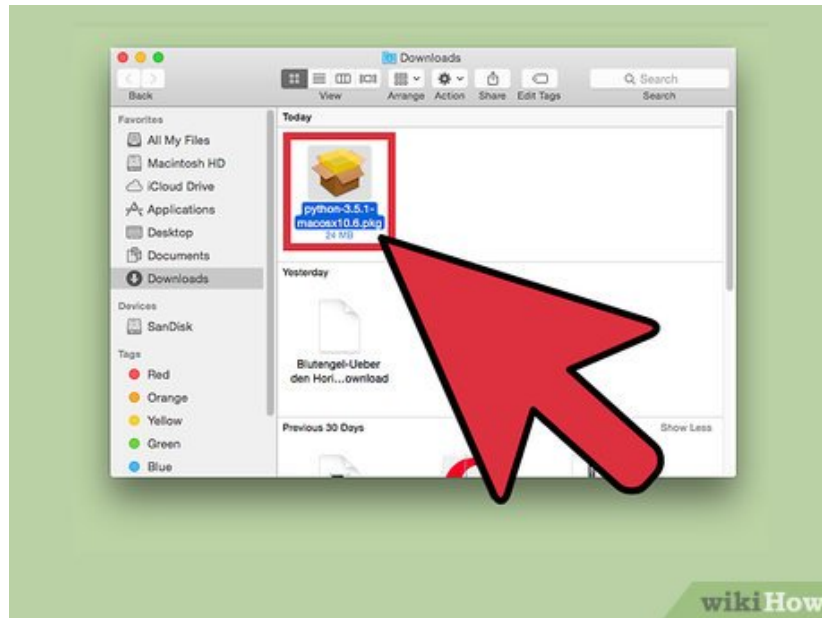 Downloads
Back
View Arrange Action Share Edit Tags
Search
Search
Favorites
All My Files
Macintosh HD
iCloud Drive
Applications
Desktop
Documents
Downloads
Devices
SanDisk
Tags
Red
Orange
Yellow
Green
Blue
Today
python-3.5.1-
macosx10.6.pkg
24 MB
Yesterday
Blutengel-Ueber
den Hori...ownload
Previous 30 Days
Show Less
wikiHow